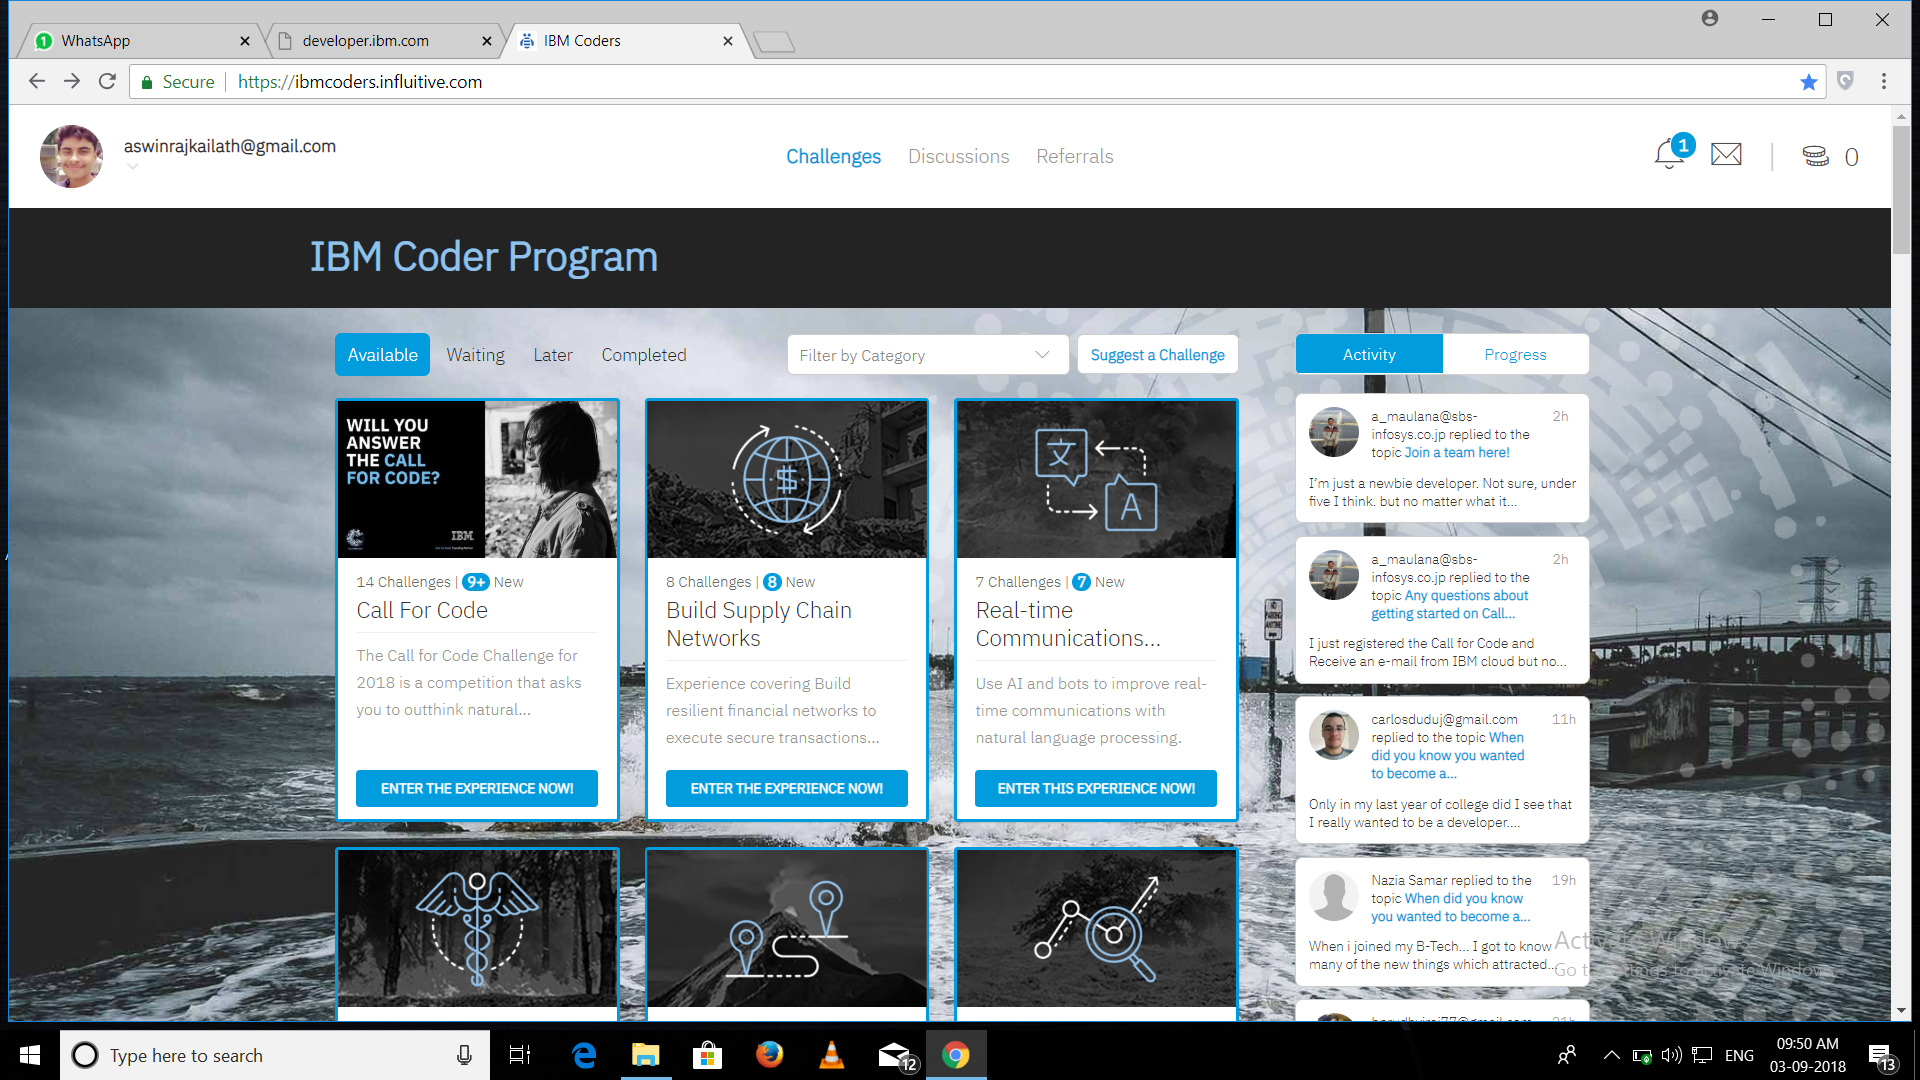 WhatsApp
developer.ibm.com
IBM Coders
Secure
https://ibmcoders.influitive.com
aswinrajkailath@gmail.com
Challenges
Discussions
Referrals
1
0
IBM Coder Program
Available
Waiting
Later
Completed
Filter by Category
Suggest a Challenge
Activity
Progress
WILL YOU
ANSWER
THE CALL
FOR CODE?
IBM
14 Challenges | 9+ New
Call For Code
The Call for Code Challenge for
2018 is a competition that asks
you to outthink natural...
ENTER THE EXPERIENCE NOW!
8 Challenges | 8 New
Build Supply Chain
Networks
Experience covering Build
resilient financial networks to
execute secure transactions...
ENTER THE EXPERIENCE NOW!
文
A
7 Challenges | 7 New
Real-time
Communications...
Use AI and bots to improve real-
time communications with
natural language processing.
ENTER THIS EXPERIENCE NOW!
a_maulana@sbs-
infosys.co.jp replied to the
topic Join a team here!
2h
I'm just a newbie developer. Not sure, under
five I think. but no matter what it...
a_maulana@sbs-
infosys.co.jp replied to the
topic Any questions about
getting started on Call...
2h
I just registered the Call for Code and
Receive an e-mail from IBM cloud but no...
carlosduduj@gmail.com
replied to the topic When
did you know you wanted
to become a...
11h
Only in my last year of college did I see that
I really wanted to be a developer....
Nazia Samar replied to the
topic When did you know
you wanted to become a...
19h
When i joined my B-Tech... I got to know
many of the new things which attracted...
Activate Windows
Go to Settings to activate Windows.
Type here to search
12
ENG
09:50 AM
03-09-2018
13